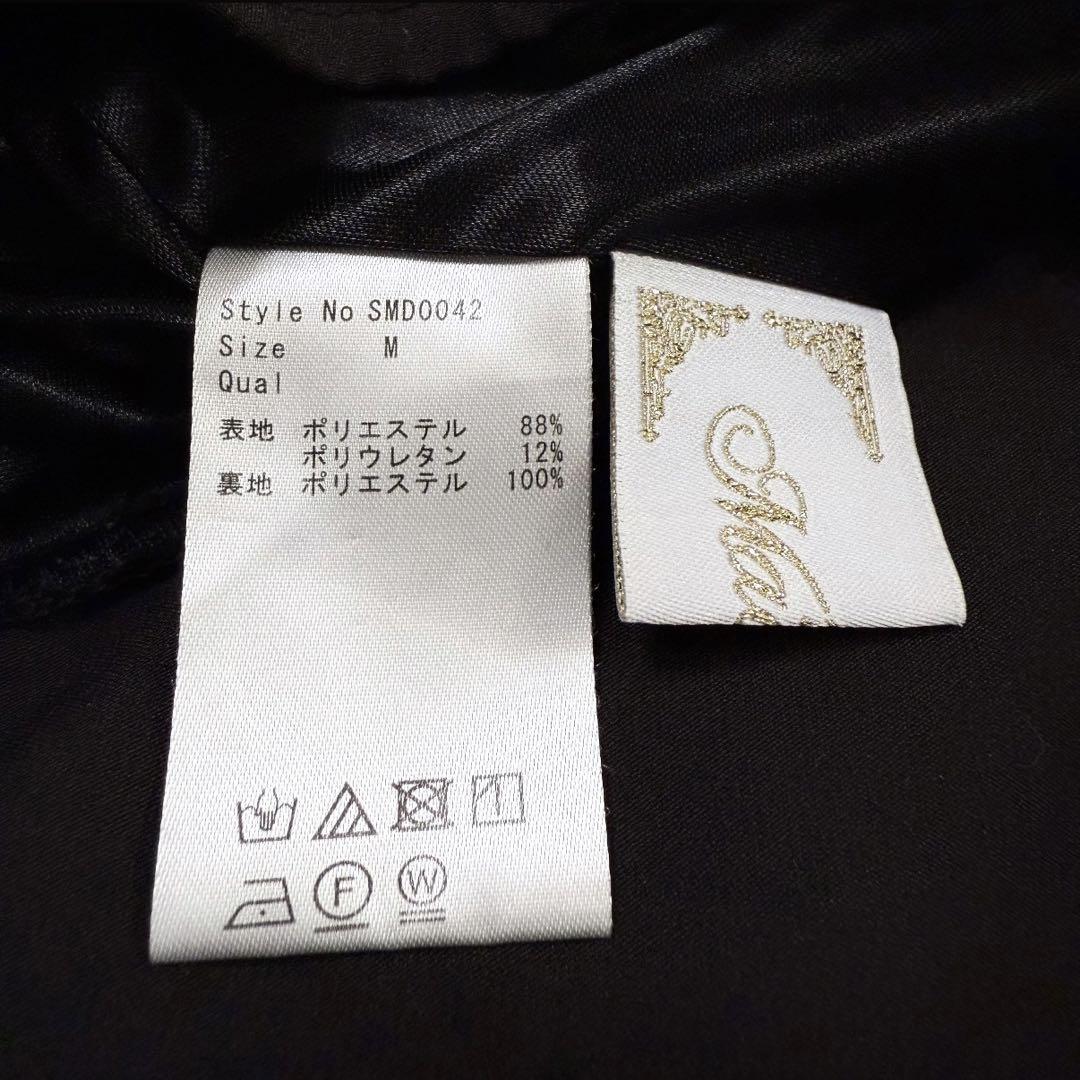 Style No SMD0042
Size M
Qual
表地 ポリエステル 88%
ポリウレタン 12%
裏地 ポリエステル 100%
F
W